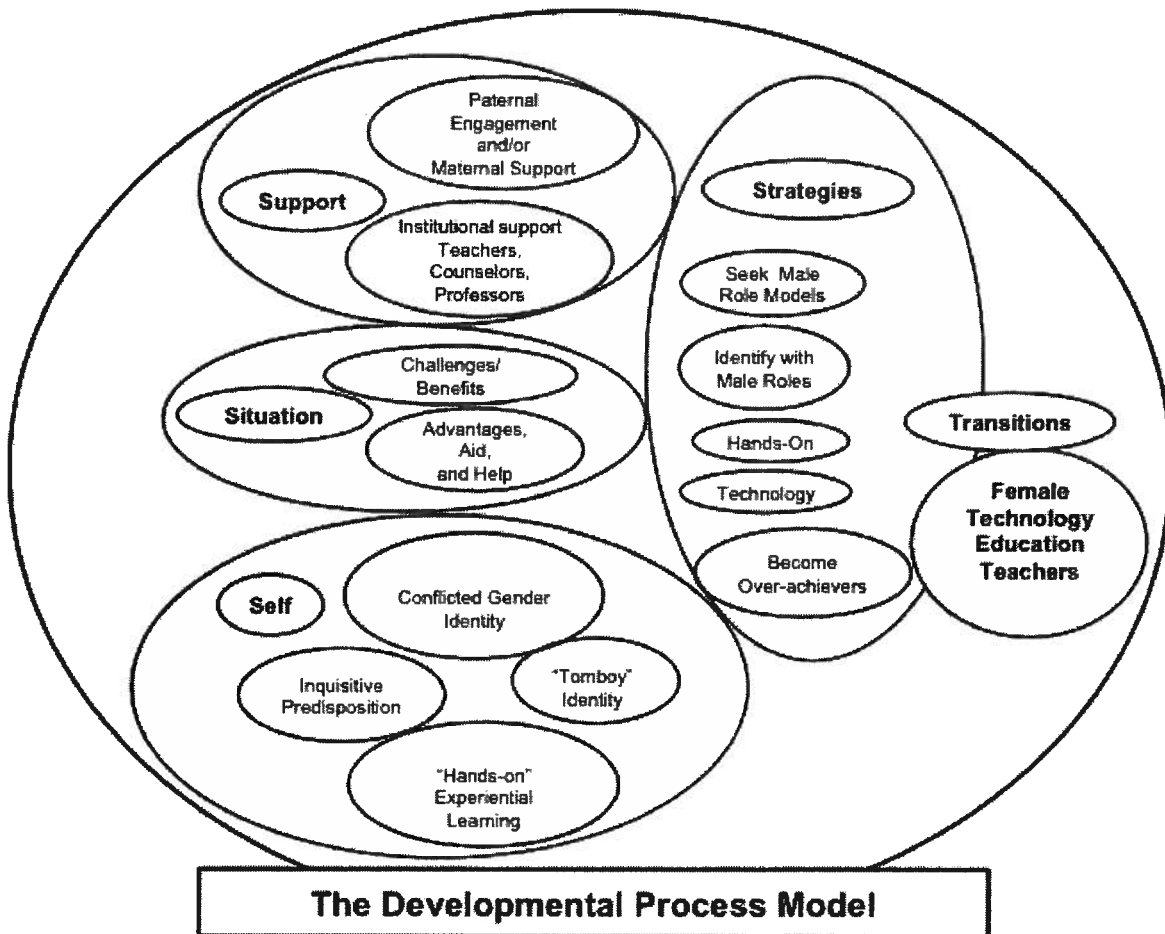 Paternal
Engagement
and/or
Maternal Support
Support
Institutional support
Teachers,
Counselors,
Professors
Challenges/
Benefits
Situation
Advantages,
Aid,
and Help
Self
Conflicted Gender
Identity
Inquisitive
Predisposition
"Tomboy"
Identity
"Hands-on"
Experiential
Learning
Strategies
Seek Male
Role Models
Identify with
Male Roles
Hands-On
Technology
Become
Over-achievers
Transitions
Female
Technology
Education
Teachers
The Developmental Process Model